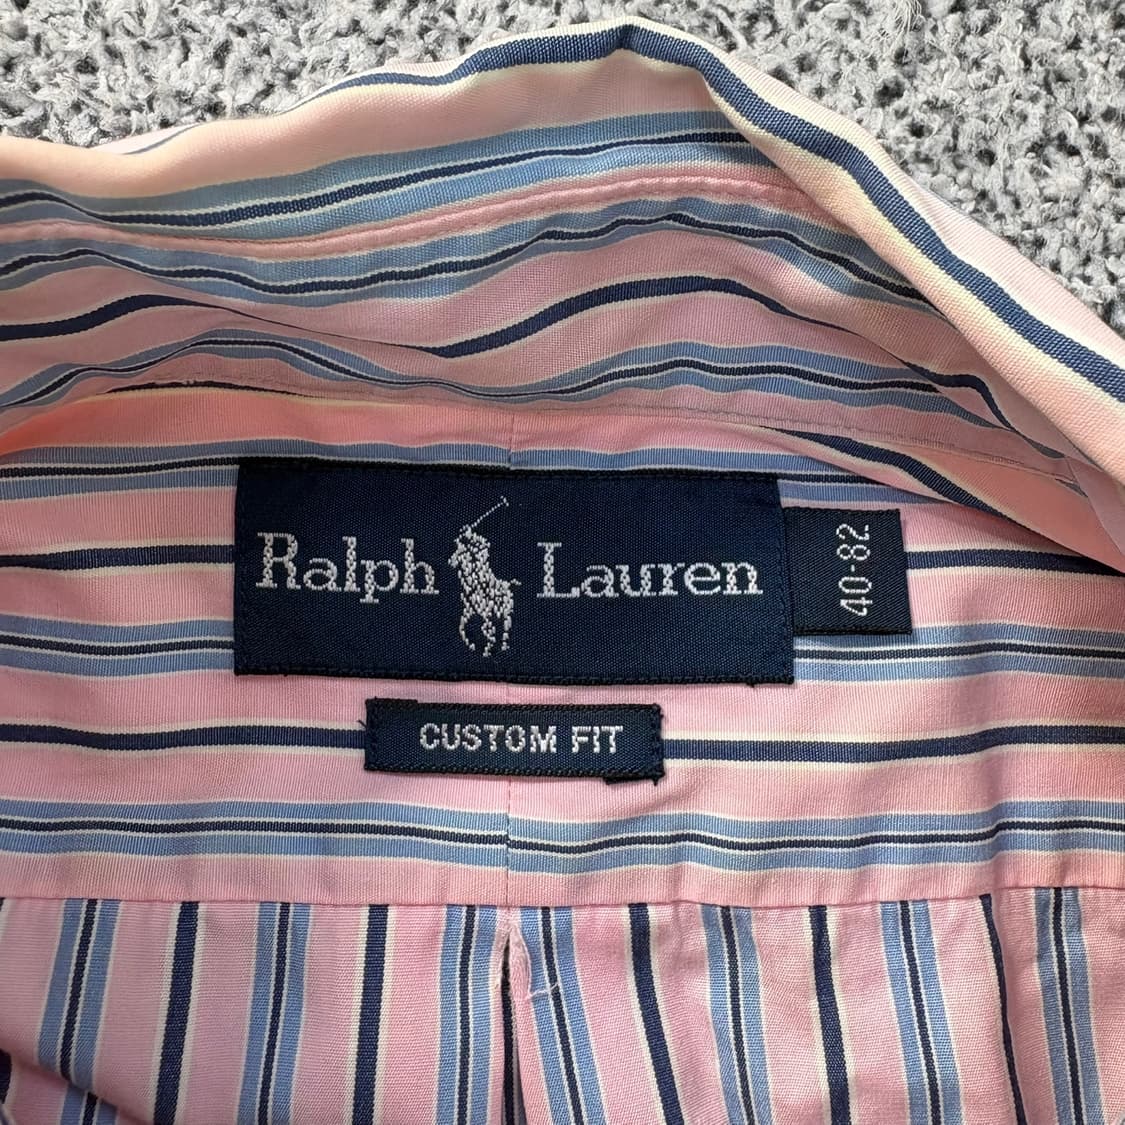 Ralph Lauren
40-82
CUSTOM FIT